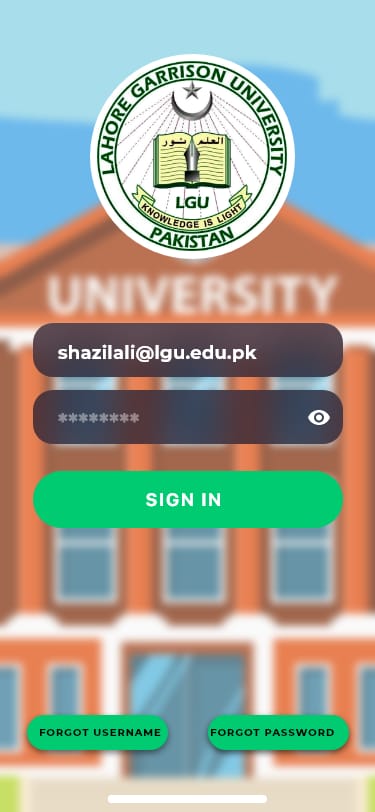 LAHORE GARRISON UNIVERSITY
العلم نور
LGU
KNOWLEDGE IS LIGHT
PAKISTAN
UNIVERSITY
shazilali@lgu.edu.pk
********
SIGN IN
FORGOT USERNAME
FORGOT PASSWORD